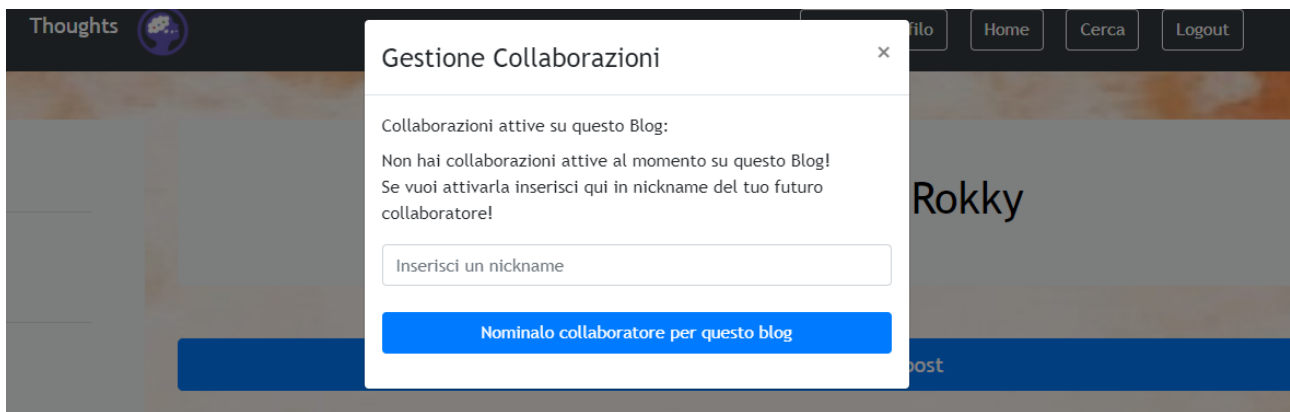 Thoughts
filo
Home
Cerca
Logout
Gestione Collaborazioni
×
Collaborazioni attive su questo Blog:
Non hai collaborazioni attive al momento su questo Blog!
Se vuoi attivarla inserisci qui in nickname del tuo futuro
collaboratore!
Rokky
Inserisci un nickname
Nominalo collaboratore per questo blog
post